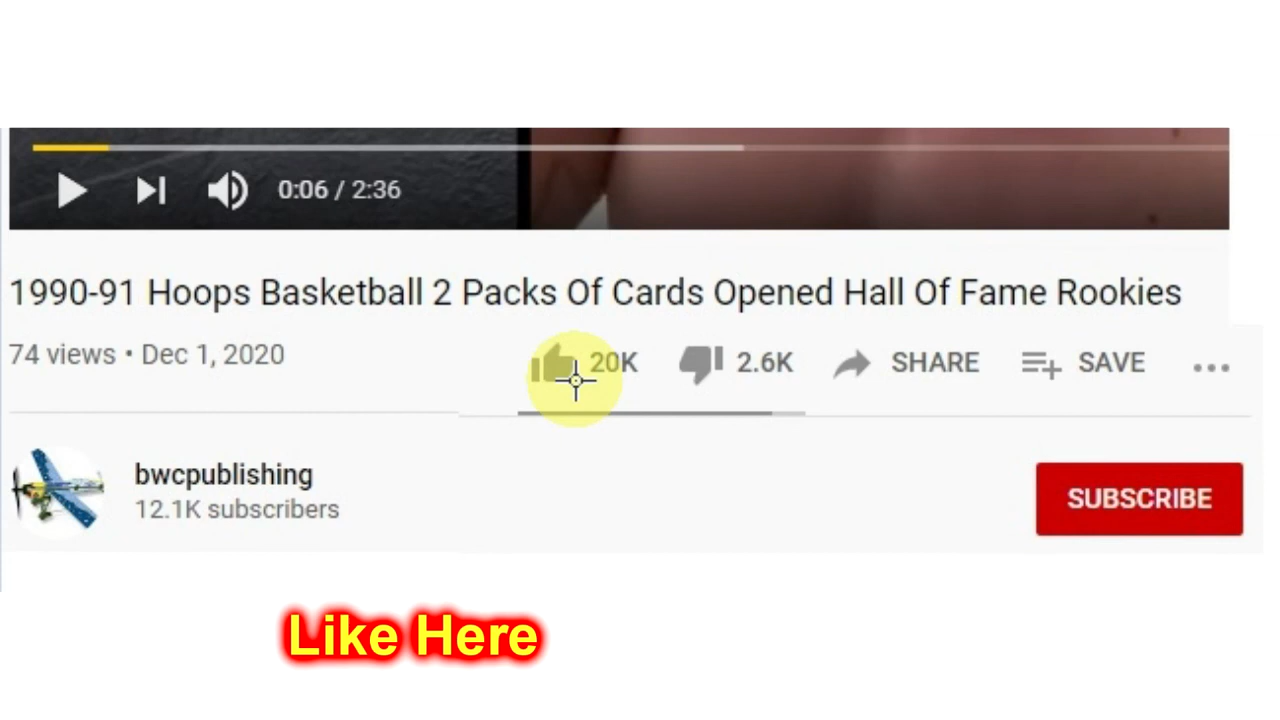 0:06 / 2:36
1990-91 Hoops Basketball 2 Packs Of Cards Opened Hall Of Fame Rookies
74 views • Dec 1, 2020
20K 2.6K SHARE SAVE
bwcpublishing
12.1K subscribers
SUBSCRIBE
Like Here